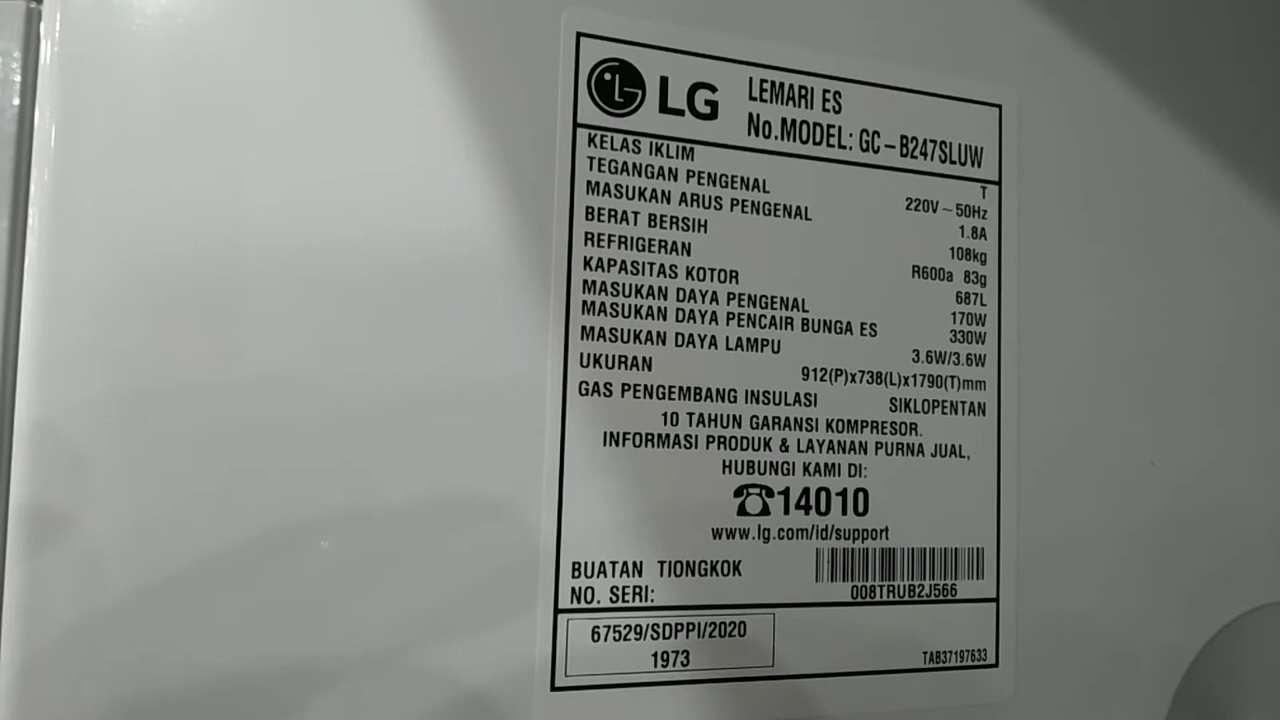 LG LEMARI ES
No.MODEL: GC-B247SLUW
KELAS IKLIM T
TEGANGAN PENGENAL 220V~50Hz
MASUKAN ARUS PENGENAL 1.8A
BERAT BERSIH 108kg
REFRIGERAN R600a 83g
KAPASITAS KOTOR 687L
MASUKAN DAYA PENGENAL 170W
MASUKAN DAYA PENCAIR BUNGA ES 330W
MASUKAN DAYA LAMPU 3.6W/3.6W
UKURAN 912(P)x738(L)x1790(T)mm
GAS PENGEMBANG INSULASI SIKLOPENTAN
10 TAHUN GARANSI KOMPRESOR.
INFORMASI PRODUK & LAYANAN PURNA JUAL,
HUBUNGI KAMI DI:
☎14010
www.lg.com/id/support
BUATAN TIONGKOK
NO. SERI: 008TRUB2J566
67529/SDPPI/2020
1973
TAB37197633